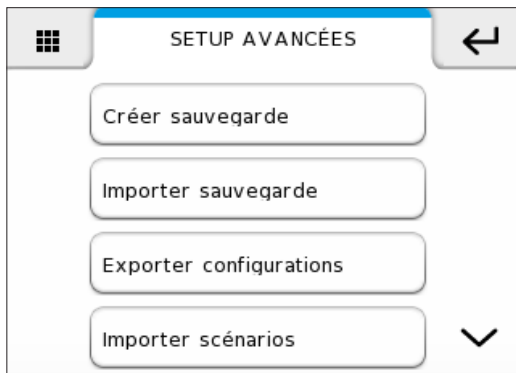 SETUP AVANCÉES
Créer sauvegarde
Importer sauvegarde
Exporter configurations
Importer scénarios